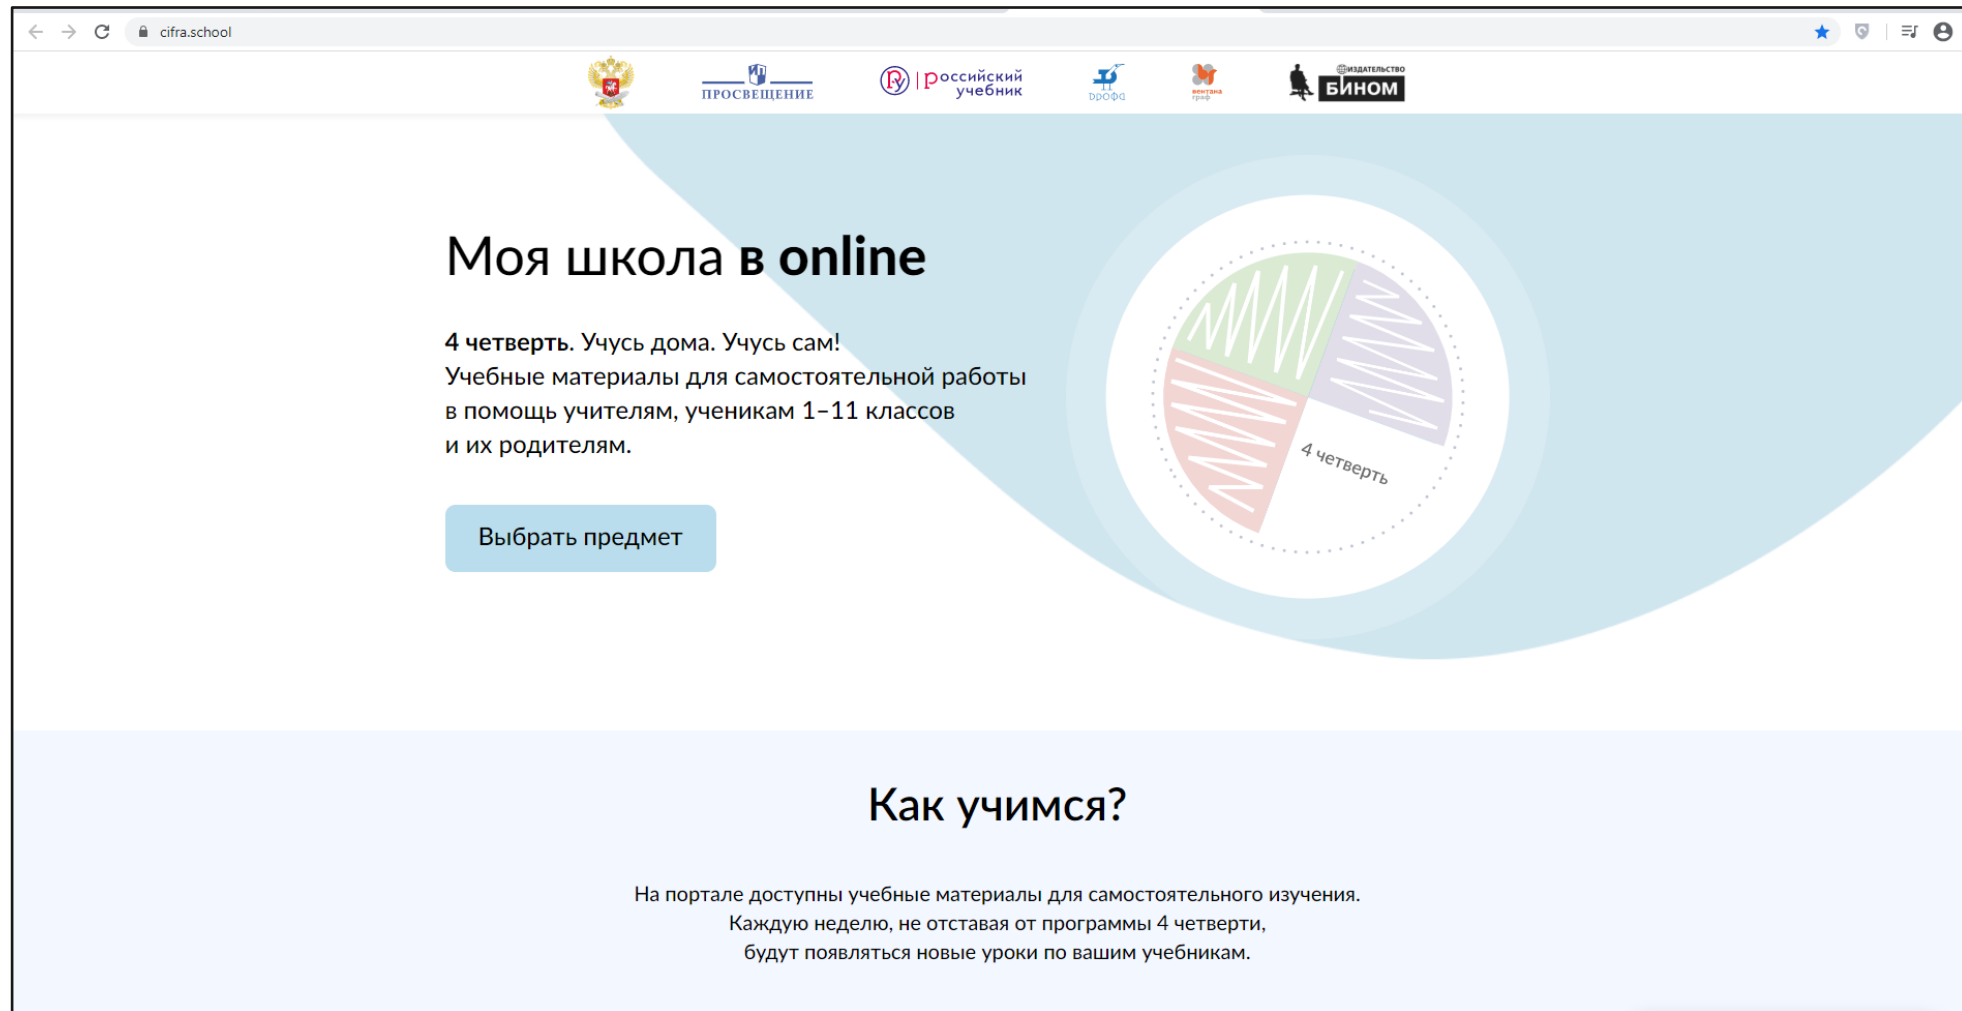 cifra.school
ПРОСВЕЩЕНИЕ
российский
учебник
дрофа
вентана
граф
ИЗДАТЕЛЬСТВО
БИНОМ
Моя школа в online
4 четверть. Учусь дома. Учусь сам!
Учебные материалы для самостоятельной работы
в помощь учителям, ученикам 1–11 классов
и их родителям.
4 четверть
Выбрать предмет
Как учимся?
На портале доступны учебные материалы для самостоятельного изучения.
Каждую неделю, не отставая от программы 4 четверти,
будут появляться новые уроки по вашим учебникам.